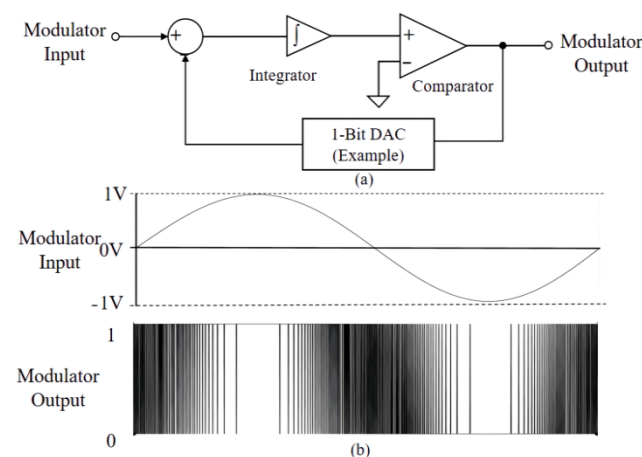 Modulator
Input
+
−
∫
Integrator
+
−
Comparator
Modulator
Output
1-Bit DAC
(Example)
(a)
1V
Modulator
Input
0V
-1V
1
Modulator
Output
0
(b)